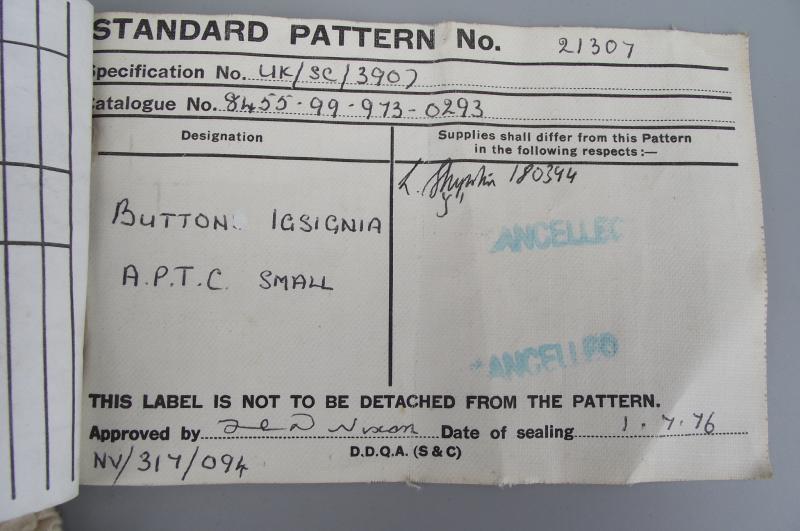 STANDARD PATTERN No. 21307
Specification No. UK/SC/3907
Catalogue No. 8455-99-973-0293
Designation
Supplies shall differ from this Pattern
in the following respects:—
180394
BUTTON IGSIGNIA
A.P.T.C. SMALL
ANCELLED
ANCELLED
THIS LABEL IS NOT TO BE DETACHED FROM THE PATTERN.
Approved by Nixon Date of sealing 1.7.76
D.D.Q.A. (S & C)
NV/317/094